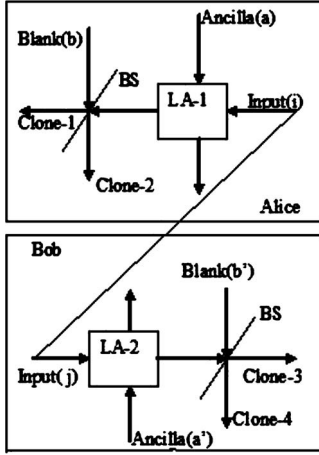 Ancilla(a)
Blank(b)
BS
LA-1
Input(i)
Clone-1
Clone-2
Alice
Bob
Blank(b')
BS
LA-2
Input(j)
Clone-3
Clone-4
Ancilla(a')